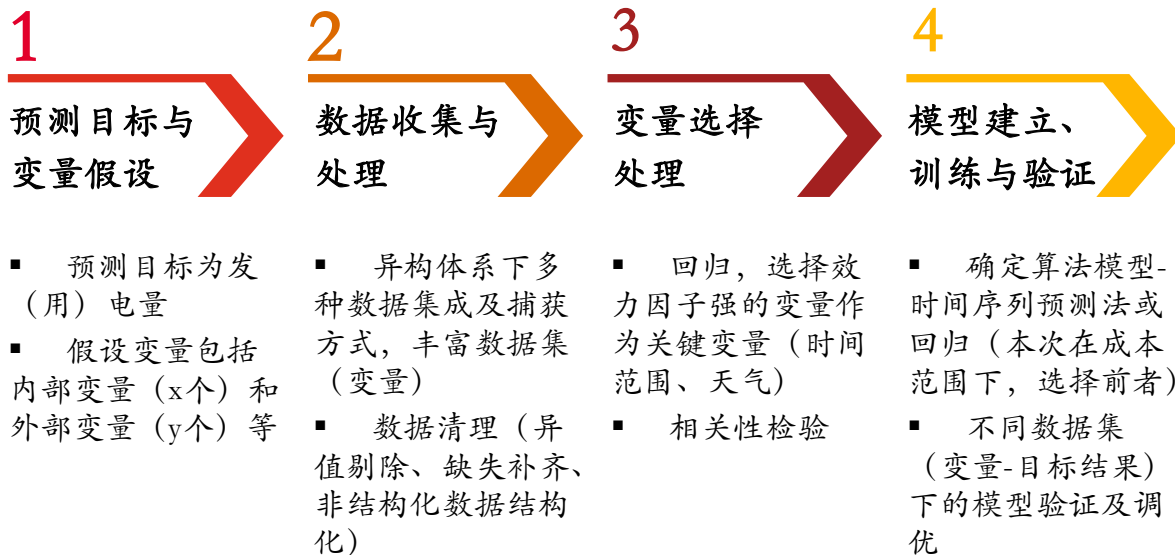 1
预测目标与
变量假设
▪ 预测目标为发
（用）电量
▪ 假设变量包括
内部变量（x个）和
外部变量（y个）等
2
数据收集与
处理
▪ 异构体系下多
种数据集成及捕获
方式，丰富数据集
（变量）
▪ 数据清理（异
值剔除、缺失补齐、
非结构化数据结构
化）
3
变量选择
处理
▪ 回归，选择效
力因子强的变量作
为关键变量（时间
范围、天气）
▪ 相关性检验
4
模型建立、
训练与验证
▪ 确定算法模型-
时间序列预测法或
回归（本次在成本
范围下，选择前者）
▪ 不同数据集
（变量-目标结果）
下的模型验证及调
优